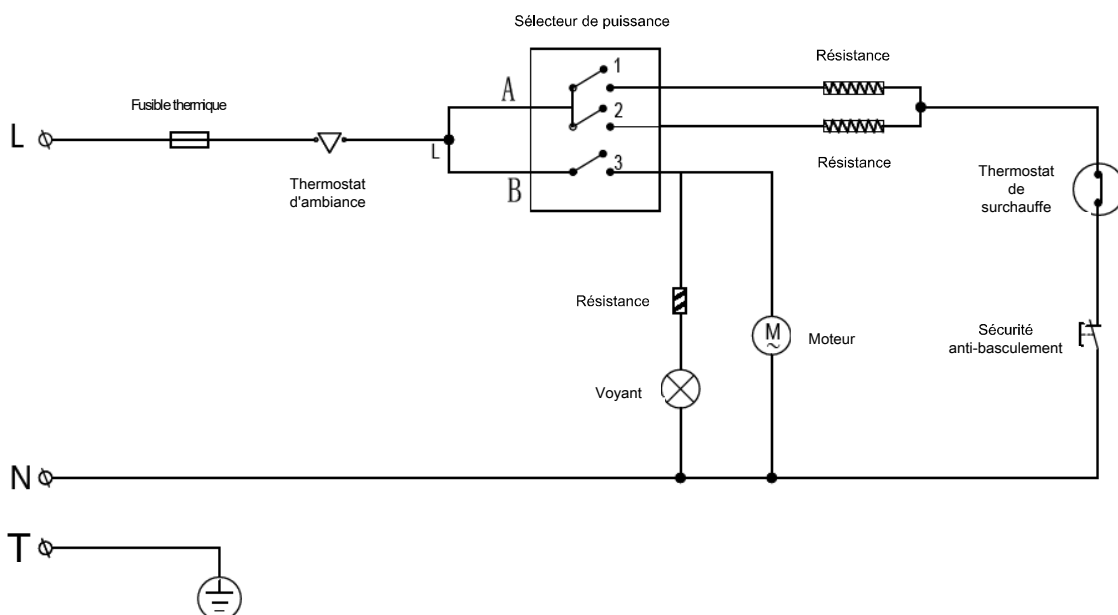 Sélecteur de puissance
Résistance
1
A
Fusible thermique
2
L
L
Thermostat
d'ambiance
3
B
Résistance
Thermostat
de
surchauffe
Résistance
M
~
Moteur
Sécurité
anti-basculement
Voyant
N
T